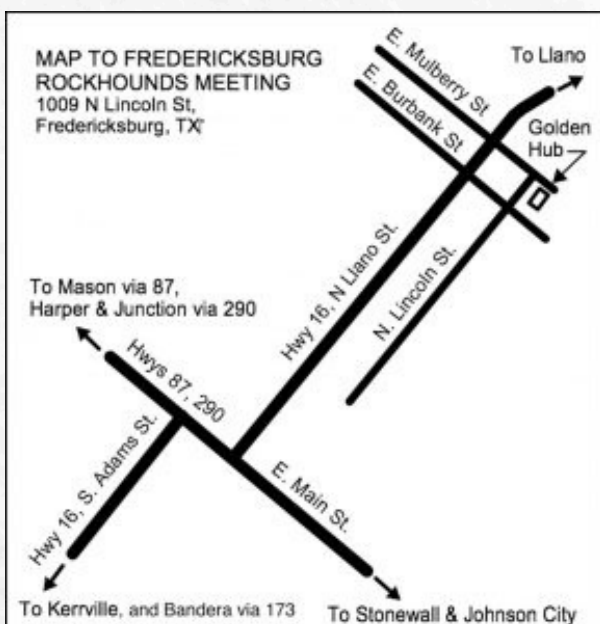 MAP TO FREDERICKSBURG
ROCKHOUNDS MEETING
1009 N Lincoln St,
Fredericksburg, TX
E. Mulberry St
To Llano
E. Burbank St
Golden
Hub
Hwy 16, N Llano St.
N. Lincoln St.
To Mason via 87,
Harper & Junction via 290
Hwys 87, 290
Hwy 16, S. Adams St.
E. Main St.
To Kerrville, and Bandera via 173
To Stonewall & Johnson City